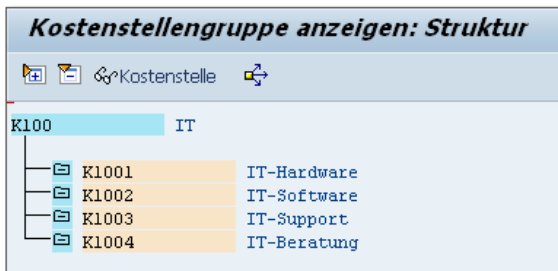 Kostenstellengruppe anzeigen: Struktur
Kostenstelle
K100 IT
K1001 IT-Hardware
K1002 IT-Software
K1003 IT-Support
K1004 IT-Beratung